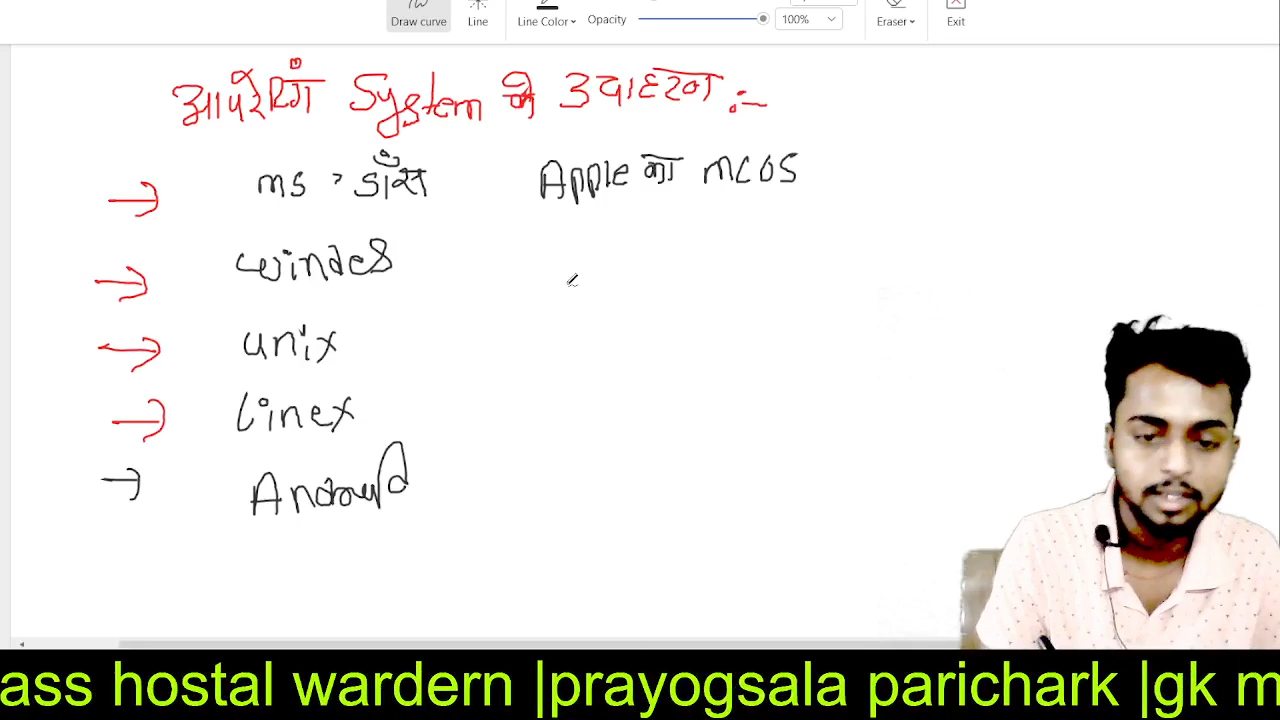 Draw curve Line Line Color Opacity 100% Eraser Exit
आपरेटिंग System के उदाहरण :-
→ MS > डॉस Apple का MCOS
→ windes
→ unix
→ Linex
→ Android
ass hostal wardern |prayogsala parichark |gk m